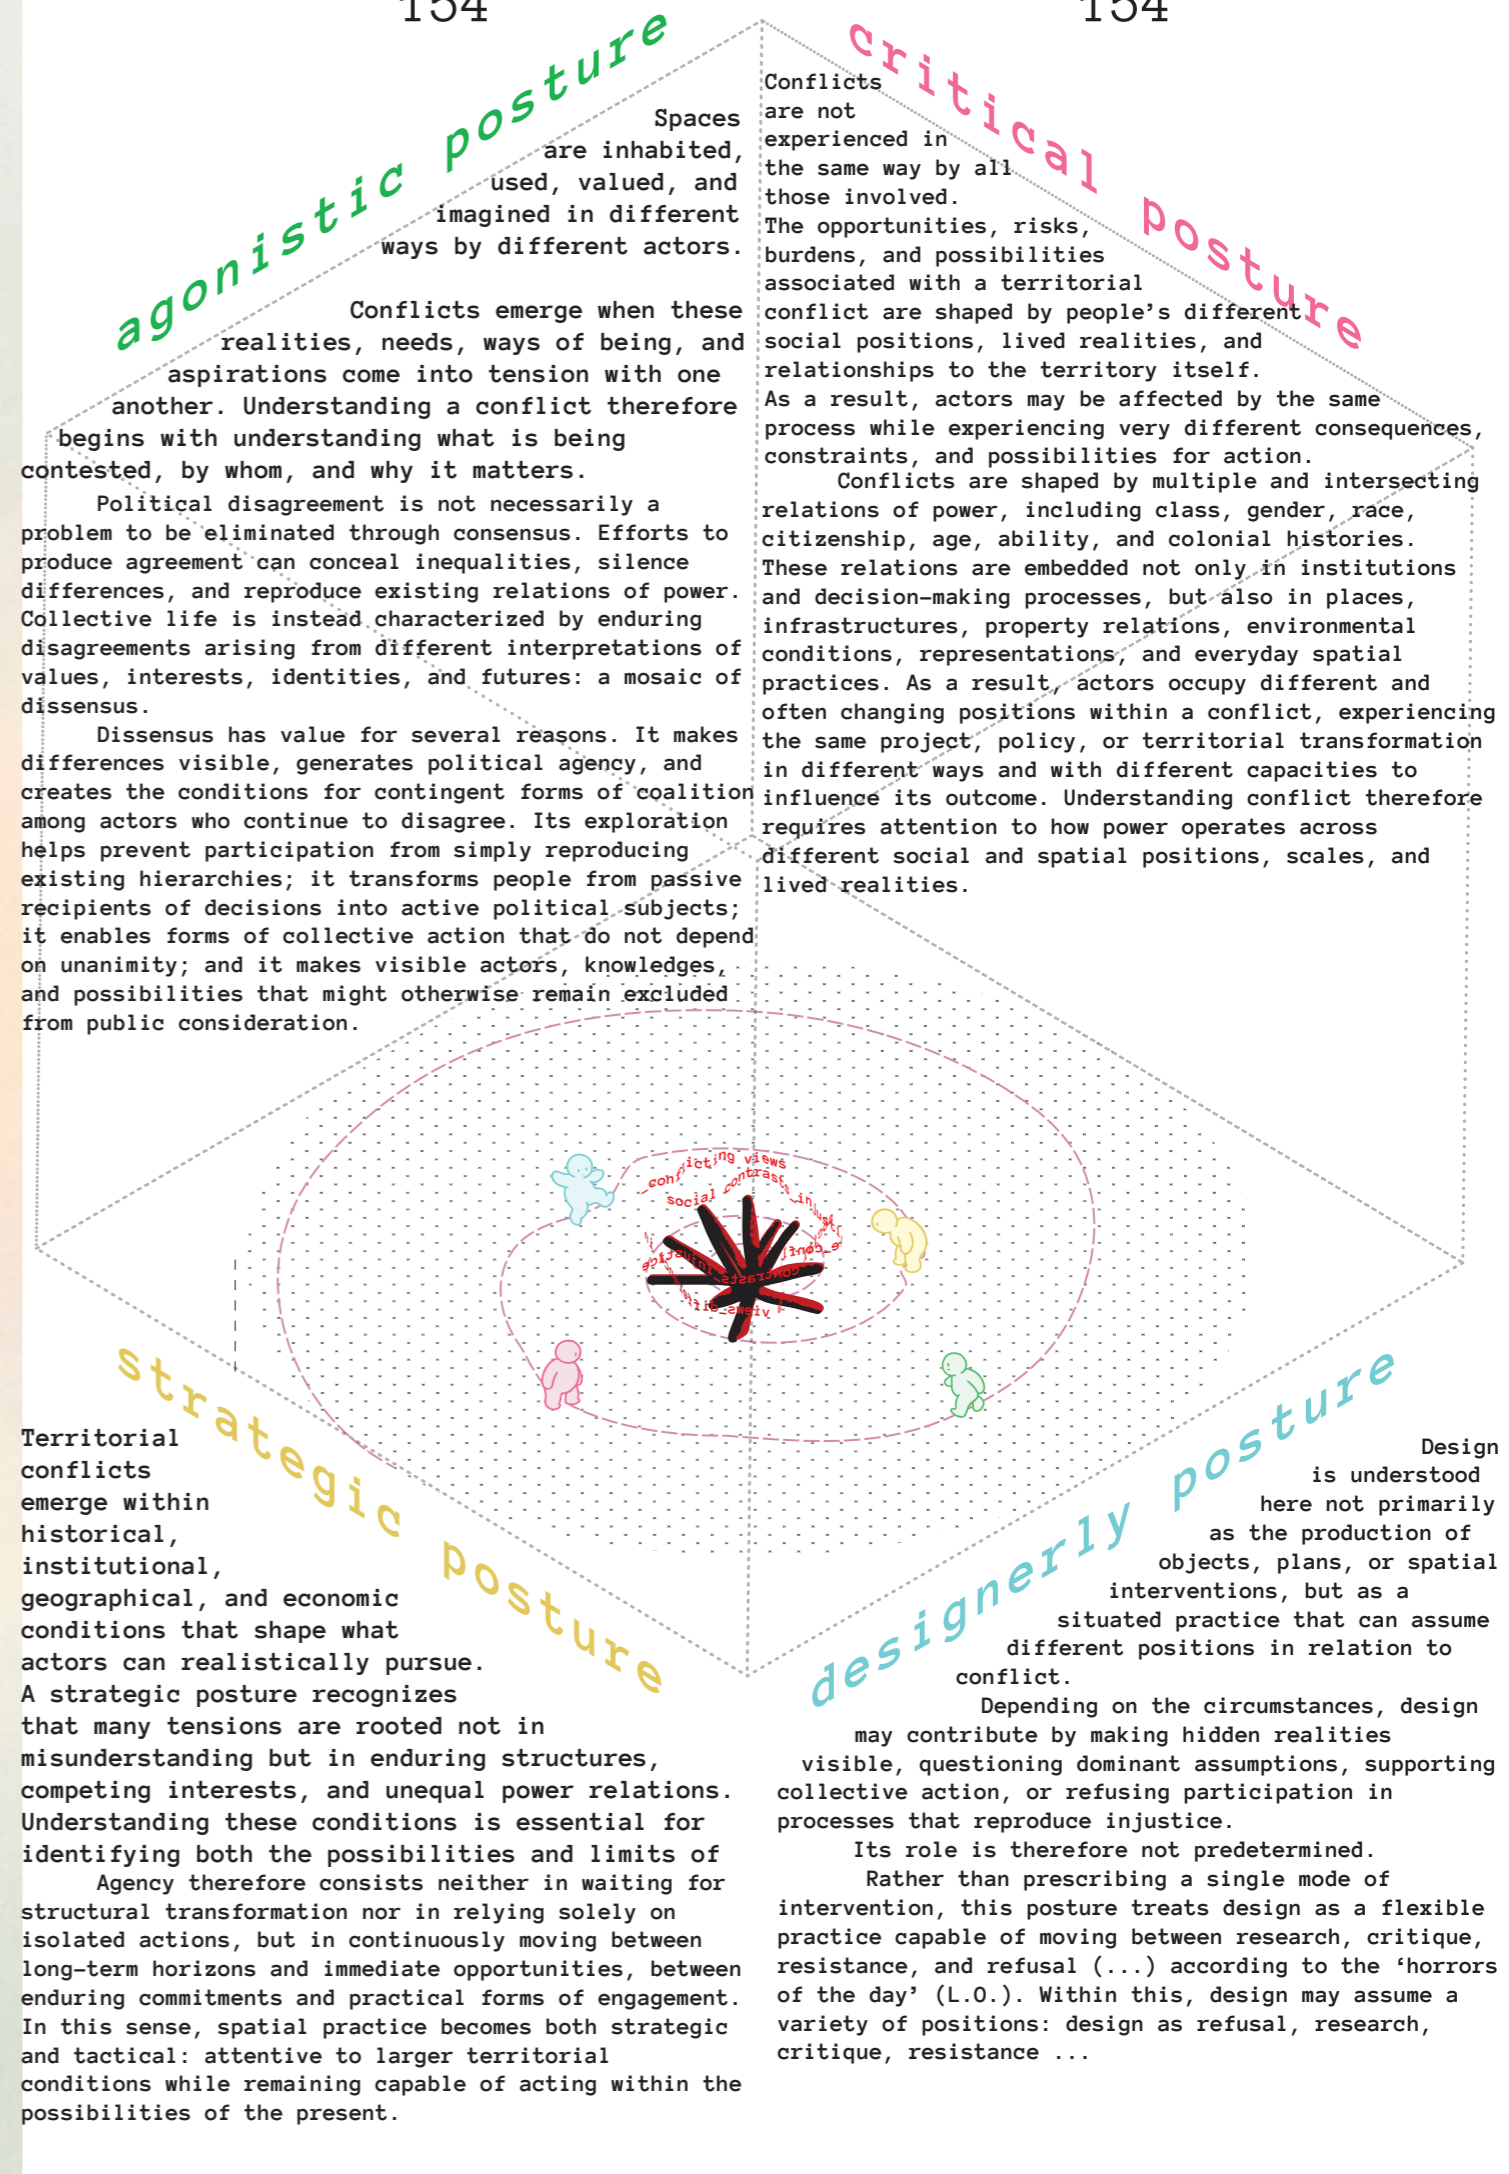 154
154
agonistic posture
Spaces
are inhabited,
used, valued, and
imagined in different
ways by different actors.
Conflicts emerge when these
realities, needs, ways of being, and
aspirations come into tension with one
another. Understanding a conflict therefore
begins with understanding what is being
contested, by whom, and why it matters.
Political disagreement is not necessarily a
problem to be eliminated through consensus. Efforts to
produce agreement can conceal inequalities, silence
differences, and reproduce existing relations of power.
Collective life is instead characterized by enduring
disagreements arising from different interpretations of
values, interests, identities, and futures: a mosaic of
dissensus.
Dissensus has value for several reasons. It makes
differences visible, generates political agency, and
creates the conditions for contingent forms of coalition
among actors who continue to disagree. Its exploration
helps prevent participation from simply reproducing
existing hierarchies; it transforms people from passive
recipients of decisions into active political subjects;
it enables forms of collective action that do not depend
on unanimity; and it makes visible actors, knowledges,
and possibilities that might otherwise remain excluded
from public consideration.
critical posture
Conflicts
are not
experienced in
the same way by all
those involved.
The opportunities, risks,
burdens, and possibilities
associated with a territorial
conflict are shaped by people’s different
social positions, lived realities, and
relationships to the territory itself.
As a result, actors may be affected by the same
process while experiencing very different consequences,
constraints, and possibilities for action.
Conflicts are shaped by multiple and intersecting
relations of power, including class, gender, race,
citizenship, age, ability, and colonial histories.
These relations are embedded not only in institutions
and decision-making processes, but also in places,
infrastructures, property relations, environmental
conditions, representations, and everyday spatial
practices. As a result, actors occupy different and
often changing positions within a conflict, experiencing
the same project, policy, or territorial transformation
in different ways and with different capacities to
influence its outcome. Understanding conflict therefore
requires attention to how power operates across
different social and spatial positions, scales, and
lived realities.
_conflicting views
social contrasts_
strategic posture
Territorial
conflicts
emerge within
historical,
institutional,
geographical, and economic
conditions that shape what
actors can realistically pursue.
A strategic posture recognizes
that many tensions are rooted not in
misunderstanding but in enduring structures,
competing interests, and unequal power relations.
Understanding these conditions is essential for
identifying both the possibilities and limits of
Agency therefore consists neither in waiting for
structural transformation nor in relying solely on
isolated actions, but in continuously moving between
long-term horizons and immediate opportunities, between
enduring commitments and practical forms of engagement.
In this sense, spatial practice becomes both strategic
and tactical: attentive to larger territorial
conditions while remaining capable of acting within the
possibilities of the present.
designerly posture
Design
is understood
here not primarily
as the production of
objects, plans, or spatial
interventions, but as a
situated practice that can assume
different positions in relation to
conflict.
Depending on the circumstances, design
may contribute by making hidden realities
visible, questioning dominant assumptions, supporting
collective action, or refusing participation in
processes that reproduce injustice.
Its role is therefore not predetermined.
Rather than prescribing a single mode of
intervention, this posture treats design as a flexible
practice capable of moving between research, critique,
resistance, and refusal (...) according to the ‘horrors
of the day’ (L.O.). Within this, design may assume a
variety of positions: design as refusal, research,
critique, resistance ...